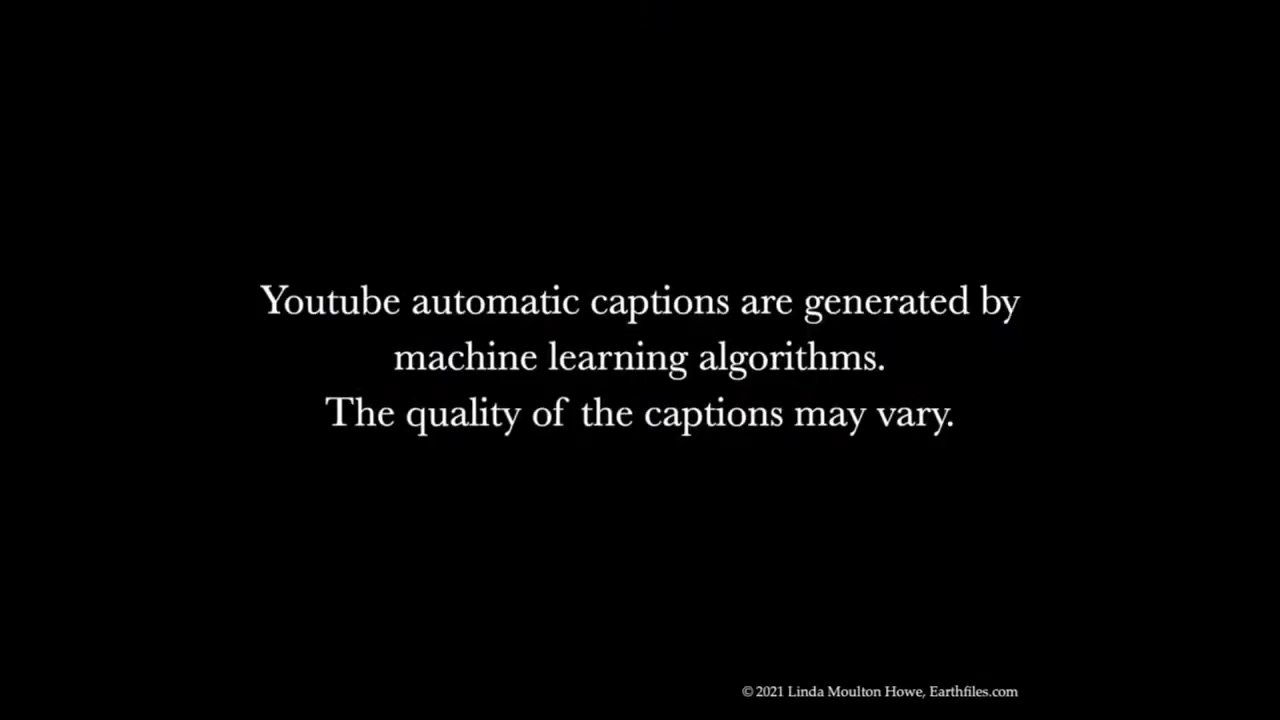 Youtube automatic captions are generated by
machine learning algorithms.
The quality of the captions may vary.
© 2021 Linda Moulton Howe, Earthfiles.com